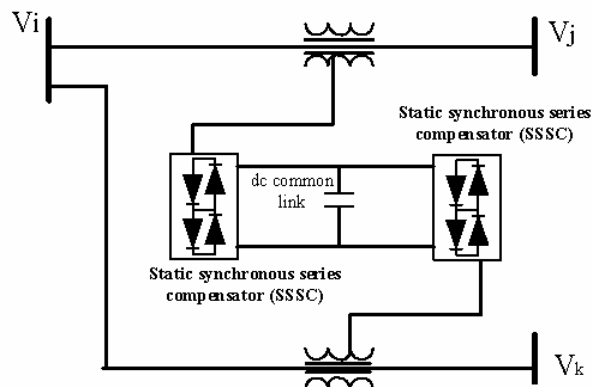 Vi
Vj
Static synchronous series
compensator (SSSC)
dc common
link
Static synchronous series
compensator (SSSC)
Vk